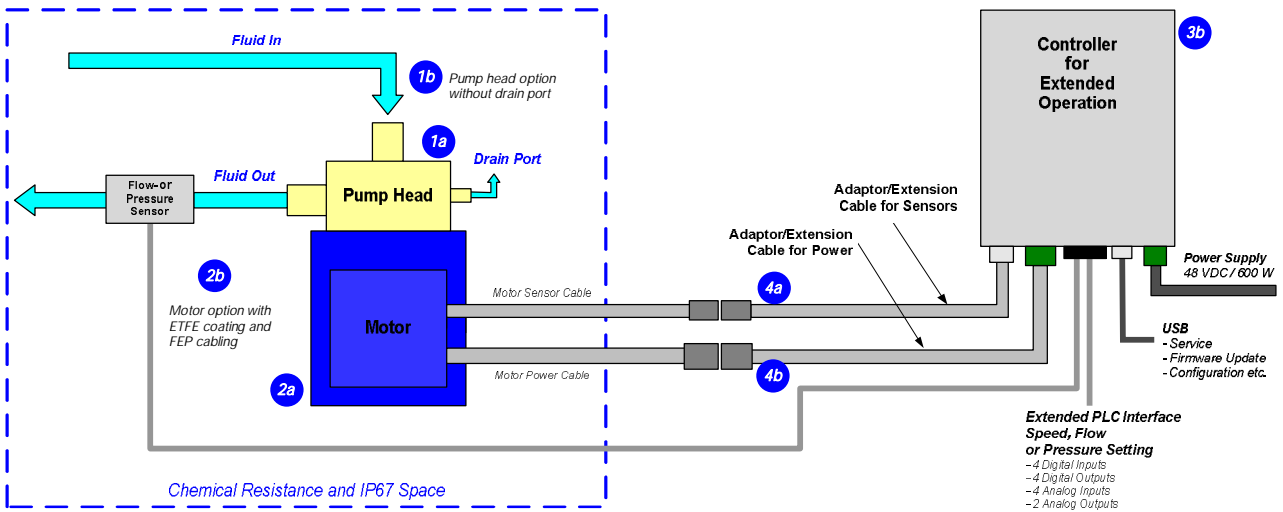 Fluid In
1b
Pump head option
without drain port
1a
Drain Port
Fluid Out
Flow-or
Pressure
Sensor
Pump Head
2b
Motor option with
ETFE coating and
FEP cabling
Motor
2a
Motor Sensor Cable
Motor Power Cable
4a
4b
Adaptor/Extension
Cable for Sensors
Adaptor/Extension
Cable for Power
Controller
for
Extended
Operation
3b
Power Supply
48 VDC / 600 W
USB
- Service
- Firmware Update
- Configuration etc.
Extended PLC Interface
Speed, Flow
or Pressure Setting
– 4 Digital Inputs
– 4 Digital Outputs
– 4 Analog Inputs
– 2 Analog Outputs
Chemical Resistance and IP67 Space